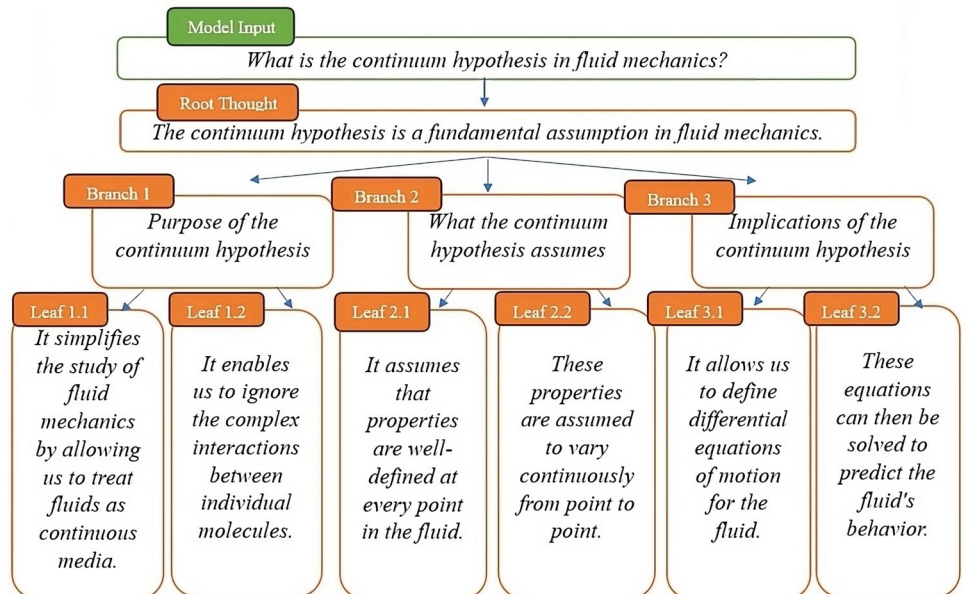 Model Input
What is the continuum hypothesis in fluid mechanics?
Root Thought
The continuum hypothesis is a fundamental assumption in fluid mechanics.
Branch 1
Purpose of the
continuum hypothesis
Branch 2
What the continuum
hypothesis assumes
Branch 3
Implications of the
continuum hypothesis
Leaf 1.1
It simplifies
the study of
fluid
mechanics
by allowing
us to treat
fluids as
continuous
media.
Leaf 1.2
It enables
us to ignore
the complex
interactions
between
individual
molecules.
Leaf 2.1
It assumes
that
properties
are well-
defined at
every point
in the fluid.
Leaf 2.2
These
properties
are assumed
to vary
continuously
from point to
point.
Leaf 3.1
It allows us
to define
differential
equations
of motion
for the
fluid.
Leaf 3.2
These
equations
can then be
solved to
predict the
fluid's
behavior.